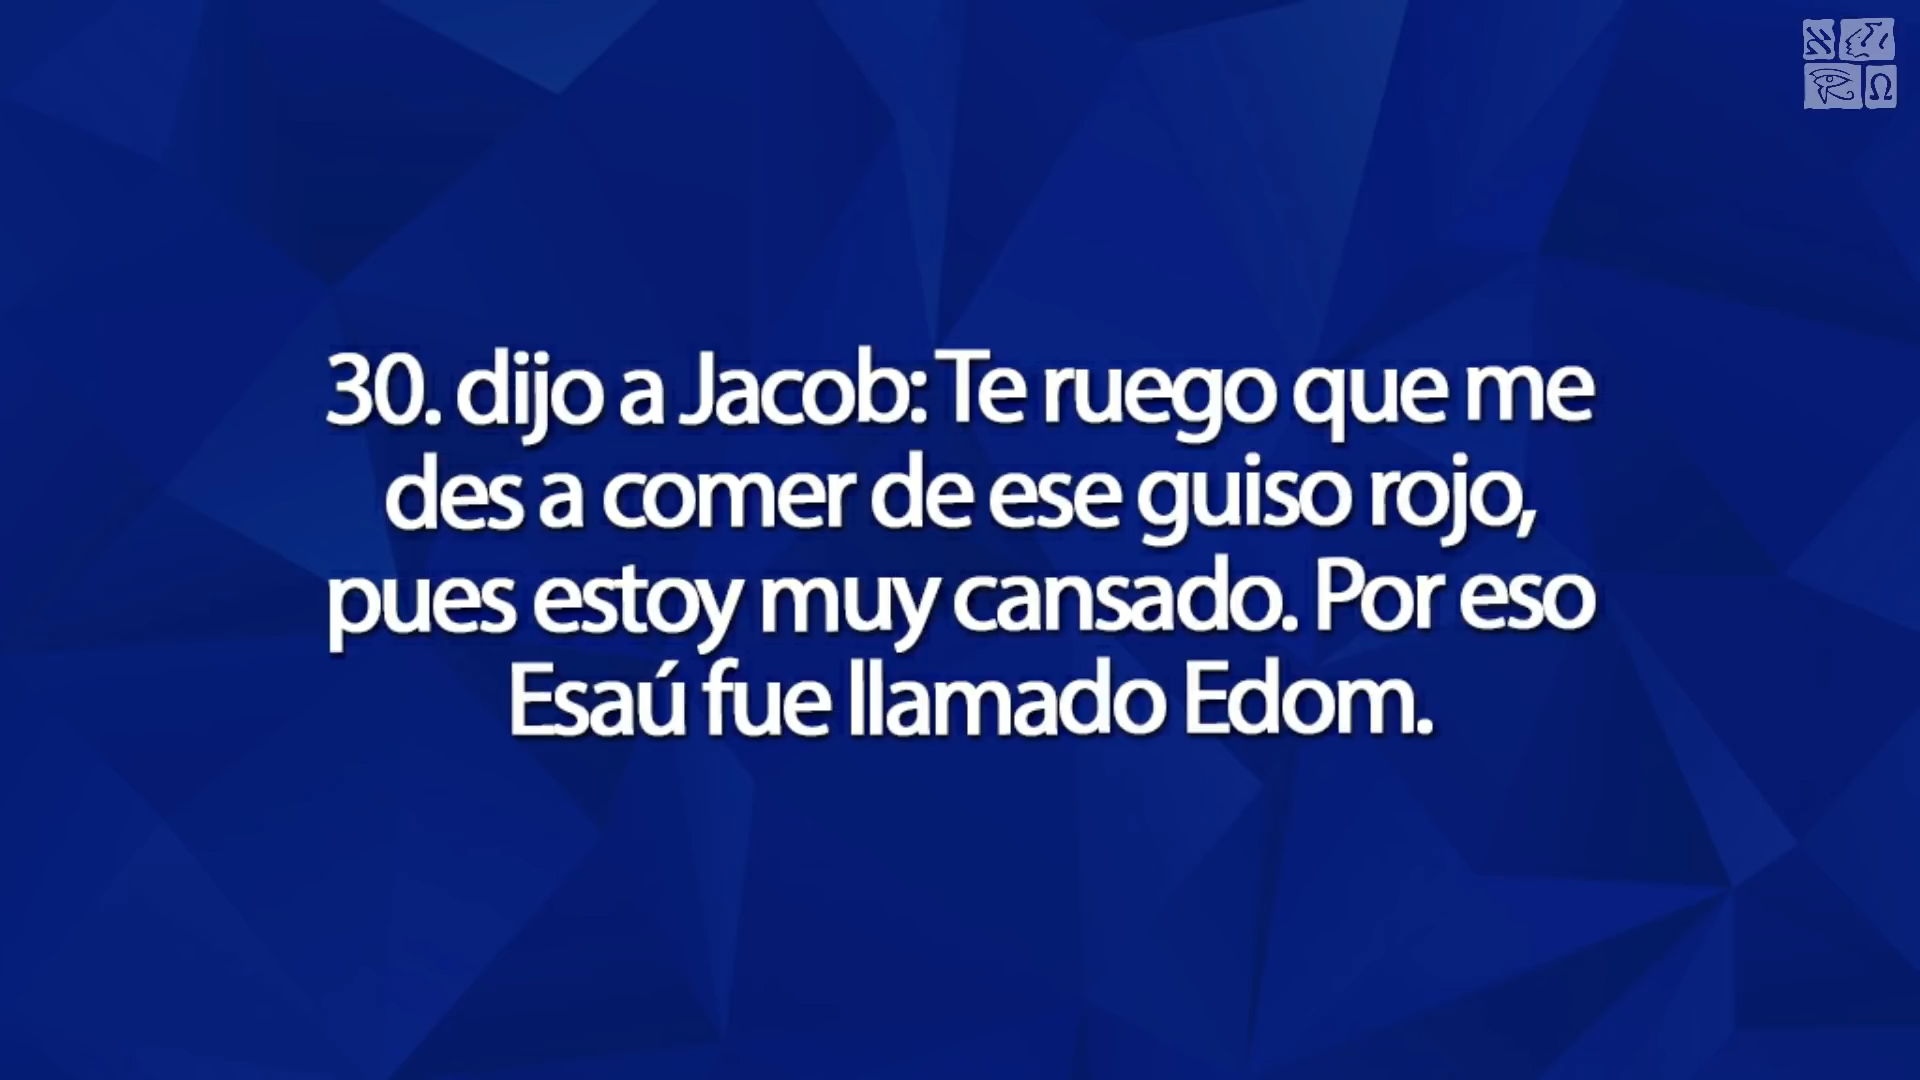 30. dijo a Jacob: Te ruego que me
des a comer de ese guiso rojo,
pues estoy muy cansado. Por eso
Esaú fue llamado Edom.
א
Ω